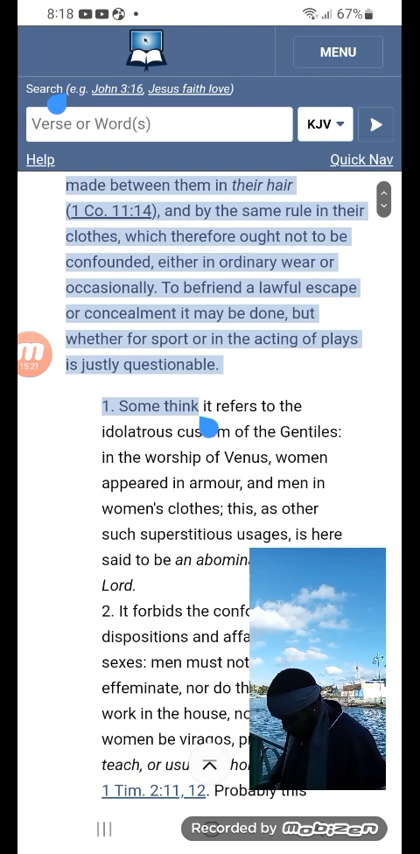 8:18
67%
MENU
Search (e.g. John 3:16, Jesus faith love)
Verse or Word(s)
KJV
Help
Quick Nav
made between them in their hair
(1 Co. 11:14), and by the same rule in their
clothes, which therefore ought not to be
confounded, either in ordinary wear or
occasionally. To befriend a lawful escape
or concealment it may be done, but
whether for sport or in the acting of plays
is justly questionable.
15:21
1. Some think it refers to the
idolatrous cus m of the Gentiles:
in the worship of Venus, women
appeared in armour, and men in
women's clothes; this, as other
such superstitious usages, is here
said to be an abomin
Lord.
2. It forbids the confo
dispositions and affa
sexes: men must not
effeminate, nor do th
work in the house, no
women be viragos, pr
teach, or usu ho
1 Tim. 2:11, 12. Probably this
Recorded by mobizen